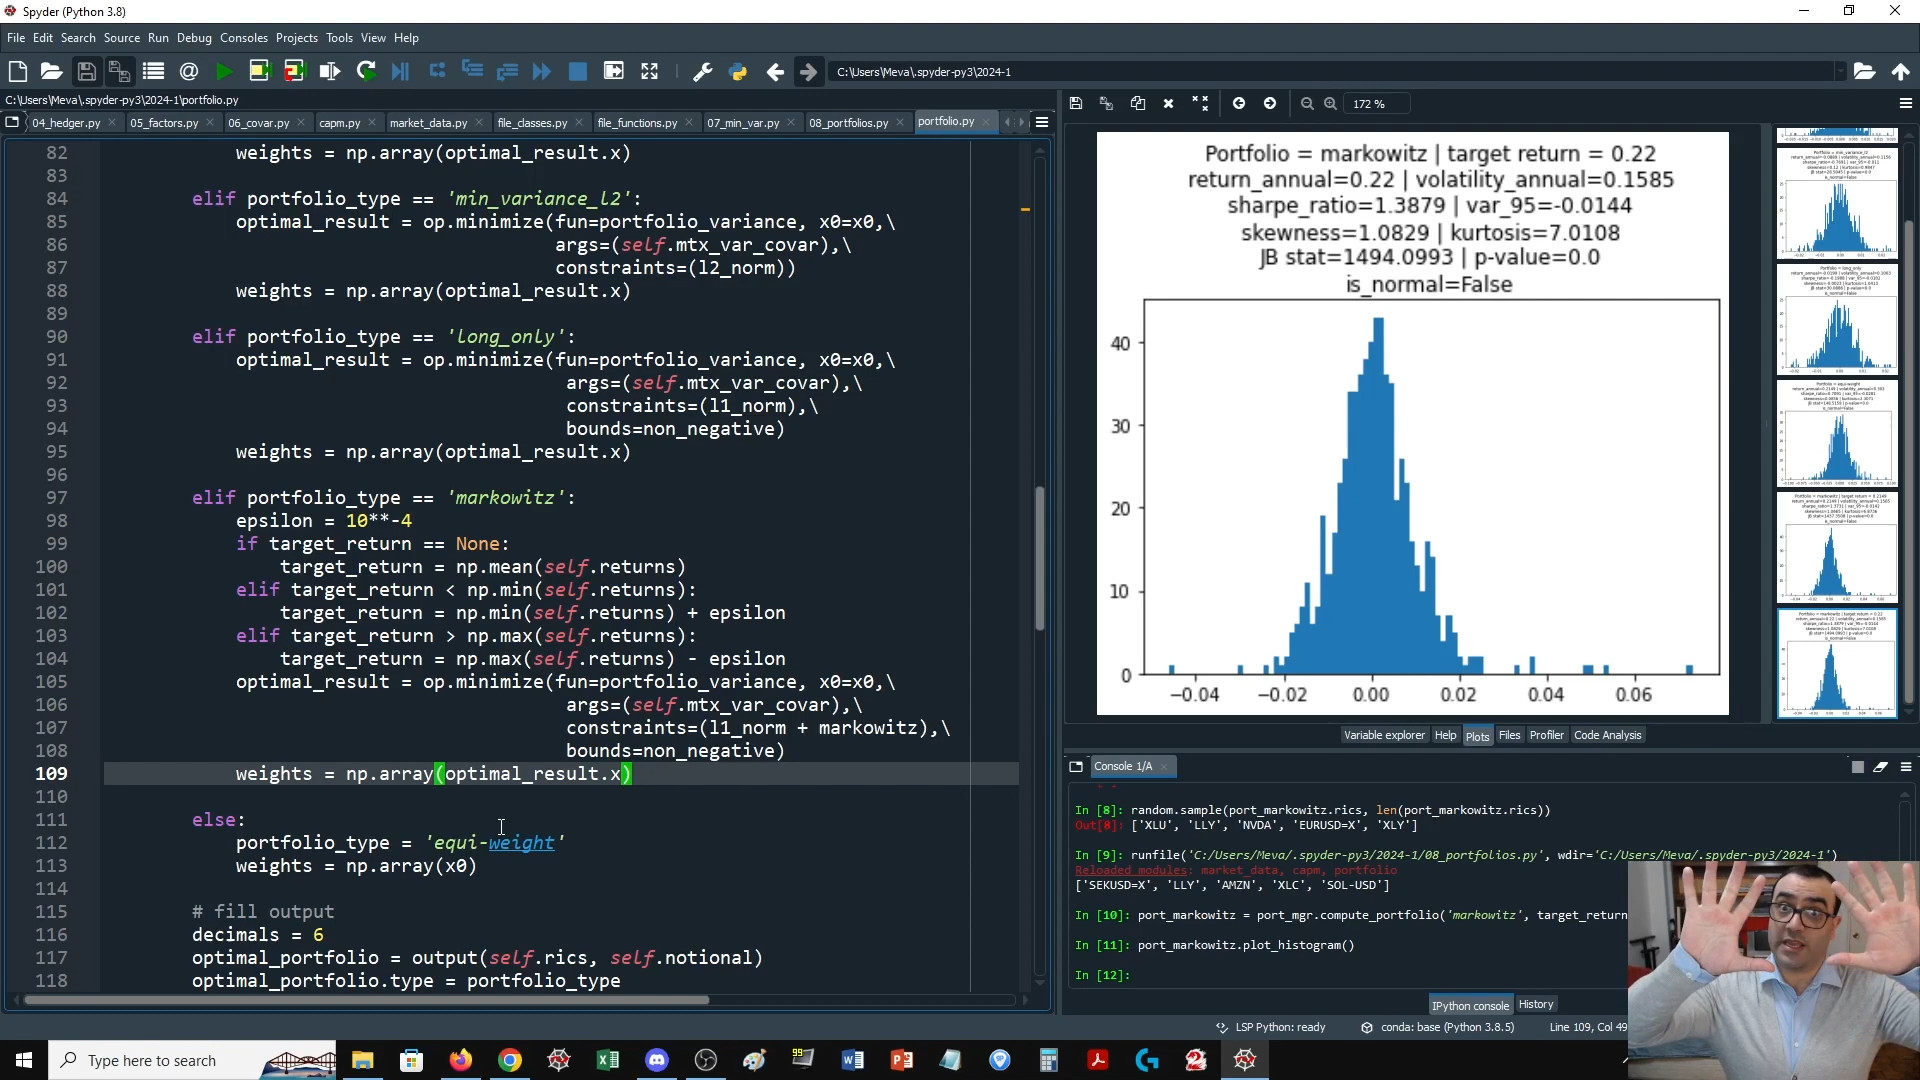 Spyder (Python 3.8)
File Edit Search Source Run Debug Consoles Projects Tools View Help
C:\Users\Meva\.spyder-py3\2024-1
C:\Users\Meva\.spyder-py3\2024-1\portfolio.py
04_hedger.py 05_factors.py 06_covar.py capm.py market_data.py file_classes.py file_functions.py 07_min_var.py 08_portfolios.py portfolio.py
82 weights = np.array(optimal_result.x)
83
84 elif portfolio_type == 'min_variance_l2':
85 optimal_result = op.minimize(fun=portfolio_variance, x0=x0,\
86 args=(self.mtx_var_covar),\
87 constraints=(l2_norm))
88 weights = np.array(optimal_result.x)
89
90 elif portfolio_type == 'long_only':
91 optimal_result = op.minimize(fun=portfolio_variance, x0=x0,\
92 args=(self.mtx_var_covar),\
93 constraints=(l1_norm),\
94 bounds=non_negative)
95 weights = np.array(optimal_result.x)
96
97 elif portfolio_type == 'markowitz':
98 epsilon = 10**-4
99 if target_return == None:
100 target_return = np.mean(self.returns)
101 elif target_return < np.min(self.returns):
102 target_return = np.min(self.returns) + epsilon
103 elif target_return > np.max(self.returns):
104 target_return = np.max(self.returns) - epsilon
105 optimal_result = op.minimize(fun=portfolio_variance, x0=x0,\
106 args=(self.mtx_var_covar),\
107 constraints=(l1_norm + markowitz),\
108 bounds=non_negative)
109 weights = np.array(optimal_result.x)
110
111 else:
112 portfolio_type = 'equi-weight'
113 weights = np.array(x0)
114
115 # fill output
116 decimals = 6
117 optimal_portfolio = output(self.rics, self.notional)
118 optimal_portfolio.type = portfolio_type
172 %
Portfolio = markowitz | target return = 0.22
return_annual=0.22 | volatility_annual=0.1585
sharpe_ratio=1.3879 | var_95=-0.0144
skewness=1.0829 | kurtosis=7.0108
JB stat=1494.0993 | p-value=0.0
is_normal=False
40
30
20
10
0
−0.04 −0.02 0.00 0.02 0.04 0.06
Variable explorer Help Plots Files Profiler Code Analysis
Console 1/A
In [8]: random.sample(port_markowitz.rics, len(port_markowitz.rics))
Out[8]: ['XLU', 'LLY', 'NVDA', 'EURUSD=X', 'XLY']
In [9]: runfile('C:/Users/Meva/.spyder-py3/2024-1/08_portfolios.py', wdir='C:/Users/Meva/.spyder-py3/2024-1')
Reloaded modules: market_data, capm, portfolio
['SEKUSD=X', 'LLY', 'AMZN', 'XLC', 'SOL-USD']
In [10]: port_markowitz = port_mgr.compute_portfolio('markowitz', target_return
In [11]: port_markowitz.plot_histogram()
In [12]:
IPython console History
LSP Python: ready conda: base (Python 3.8.5) Line 109, Col 49
Type here to search